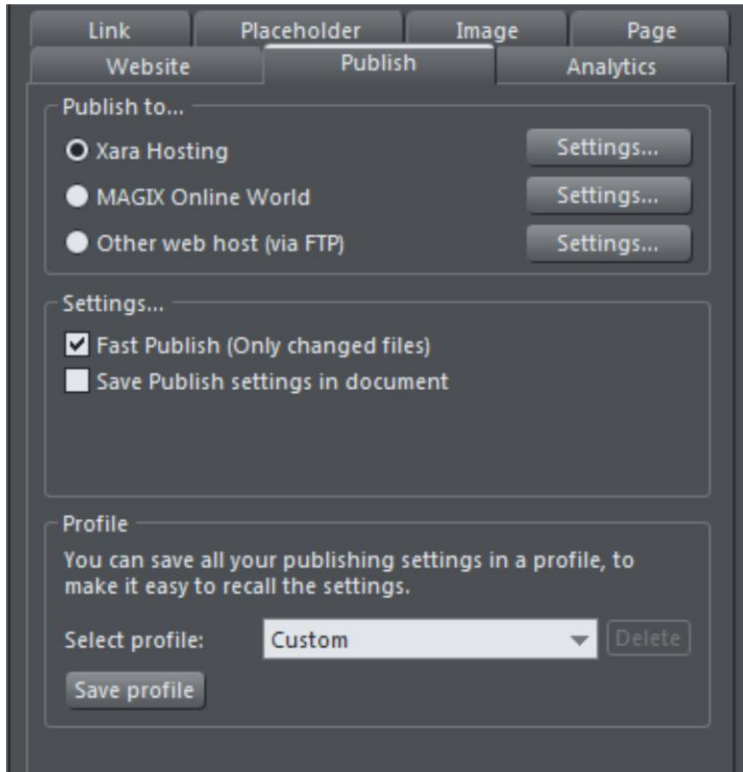 Link Placeholder Image Page
Website Publish Analytics
Publish to...
Xara Hosting Settings...
MAGIX Online World Settings...
Other web host (via FTP) Settings...
Settings...
Fast Publish (Only changed files)
Save Publish settings in document
Profile
You can save all your publishing settings in a profile, to
make it easy to recall the settings.
Select profile: Custom Delete
Save profile